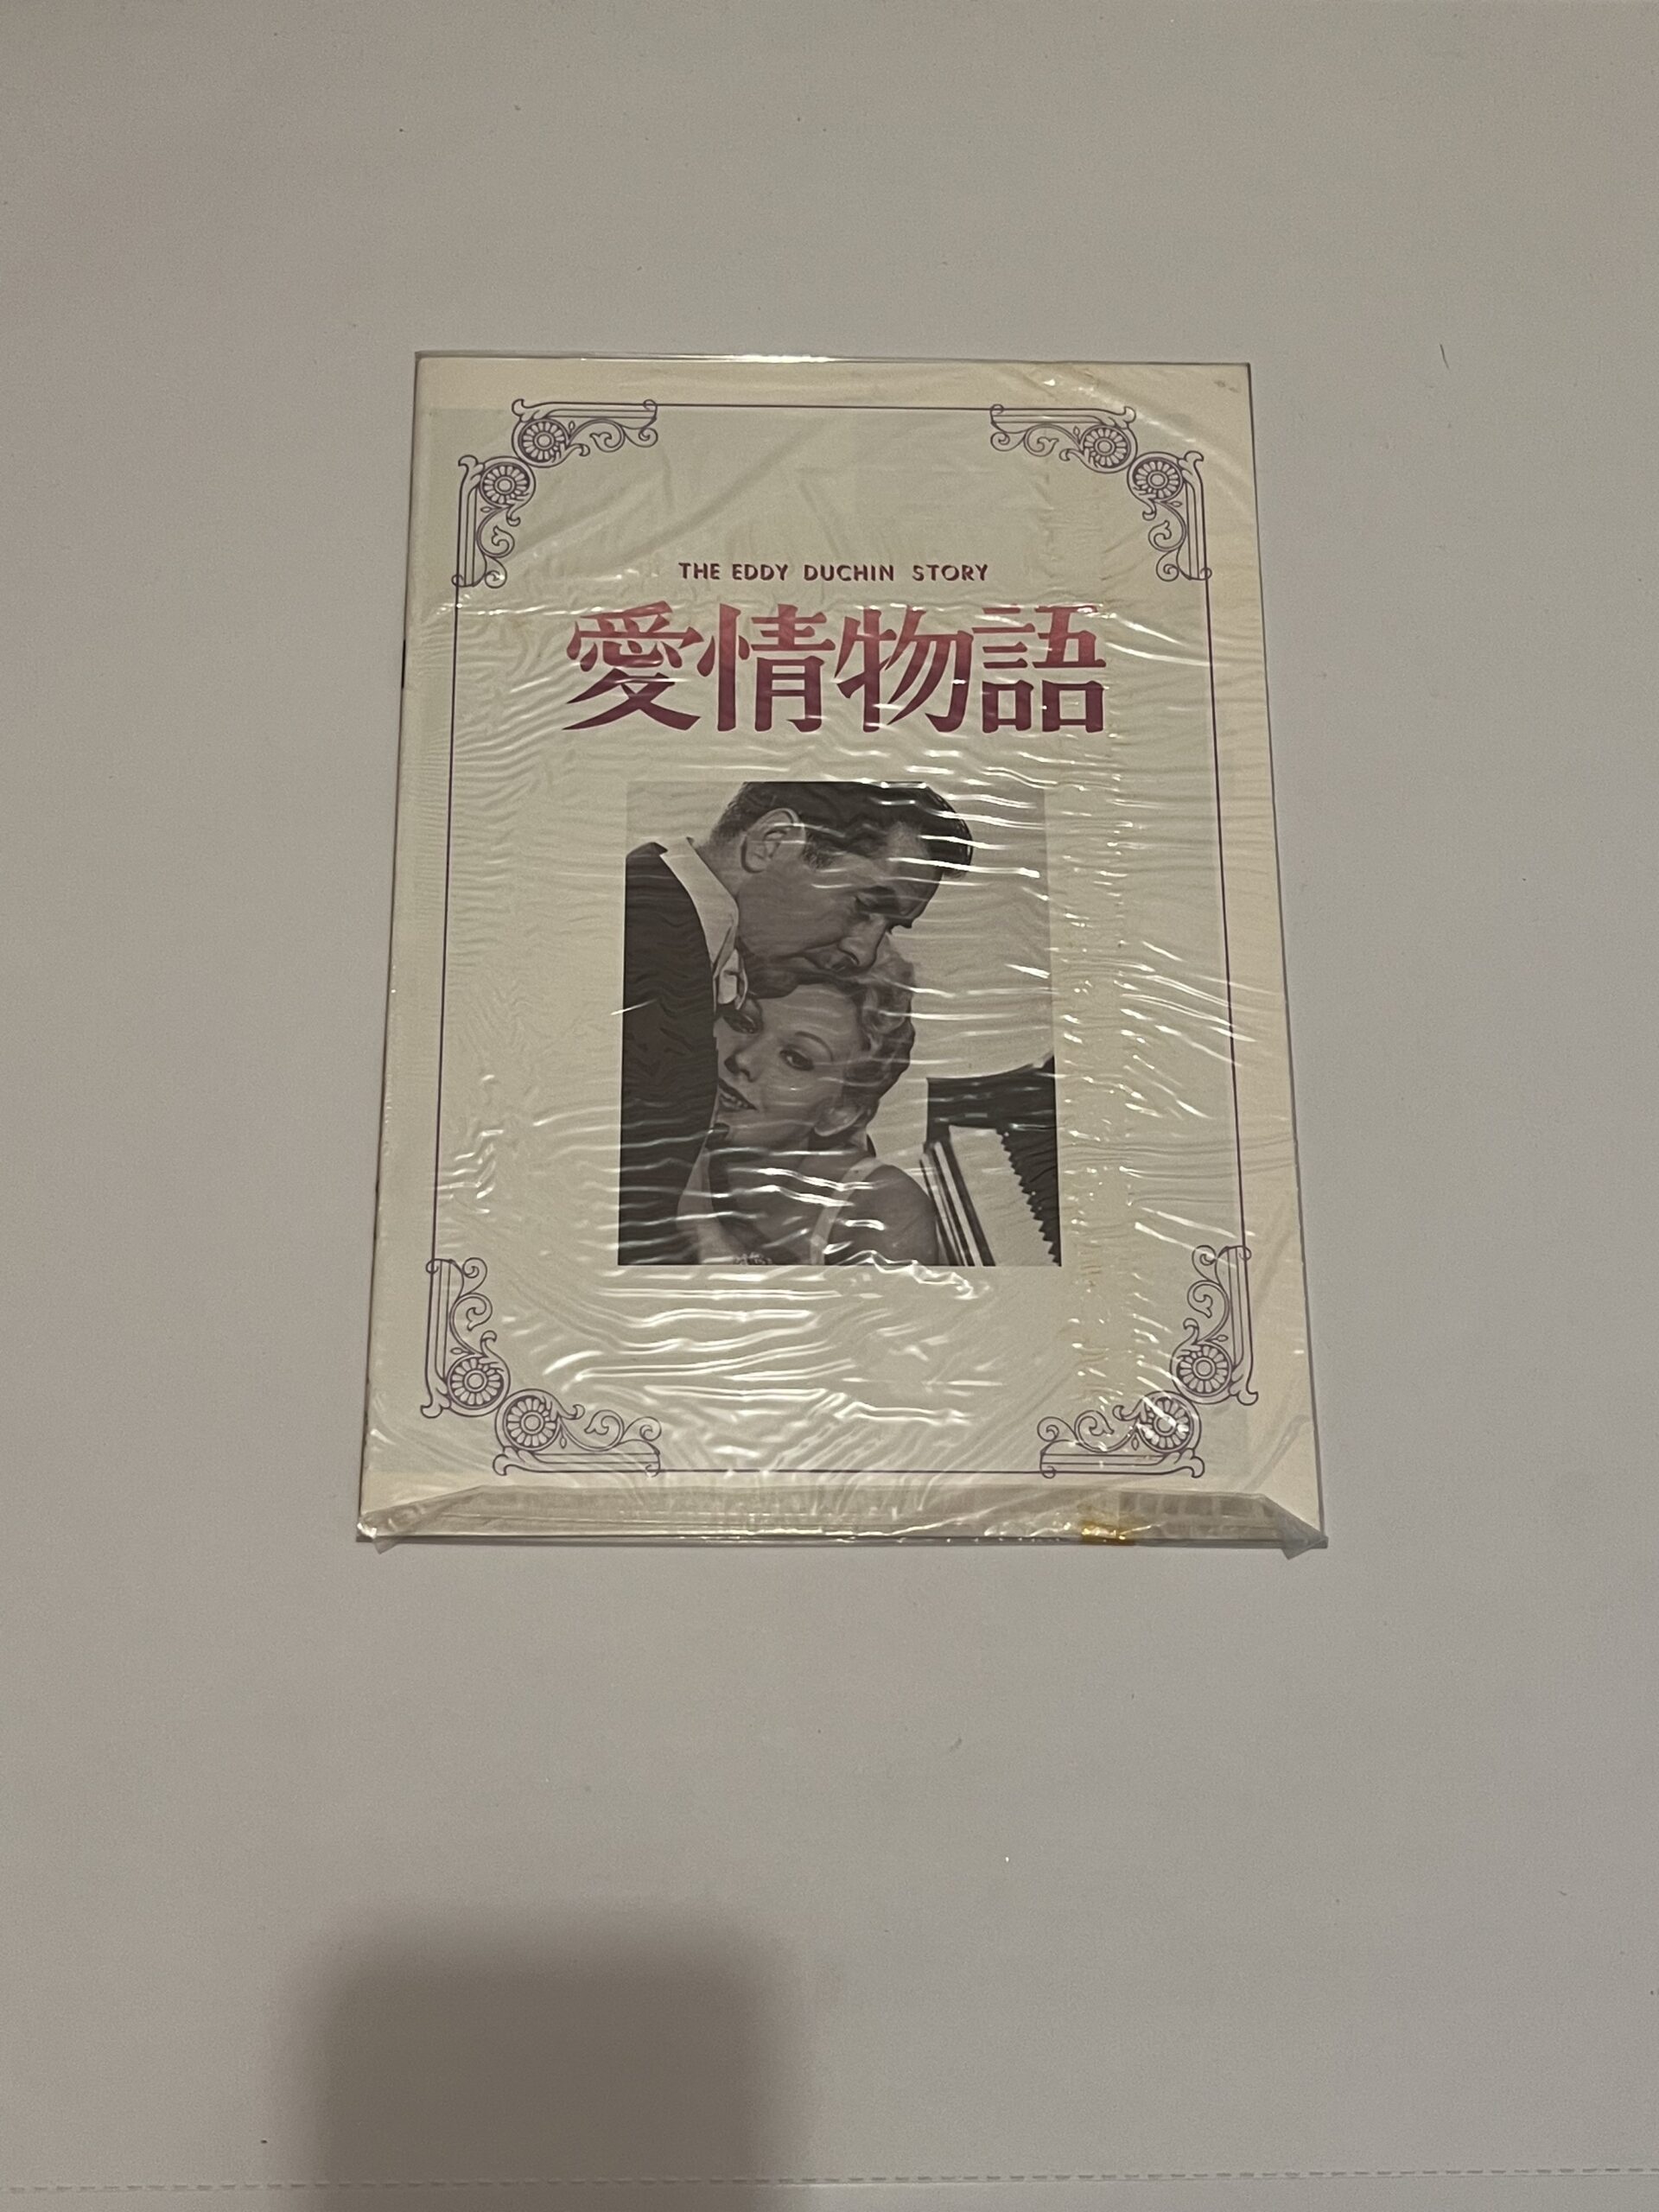 THE EDDY DUCHIN STORY
愛情物語